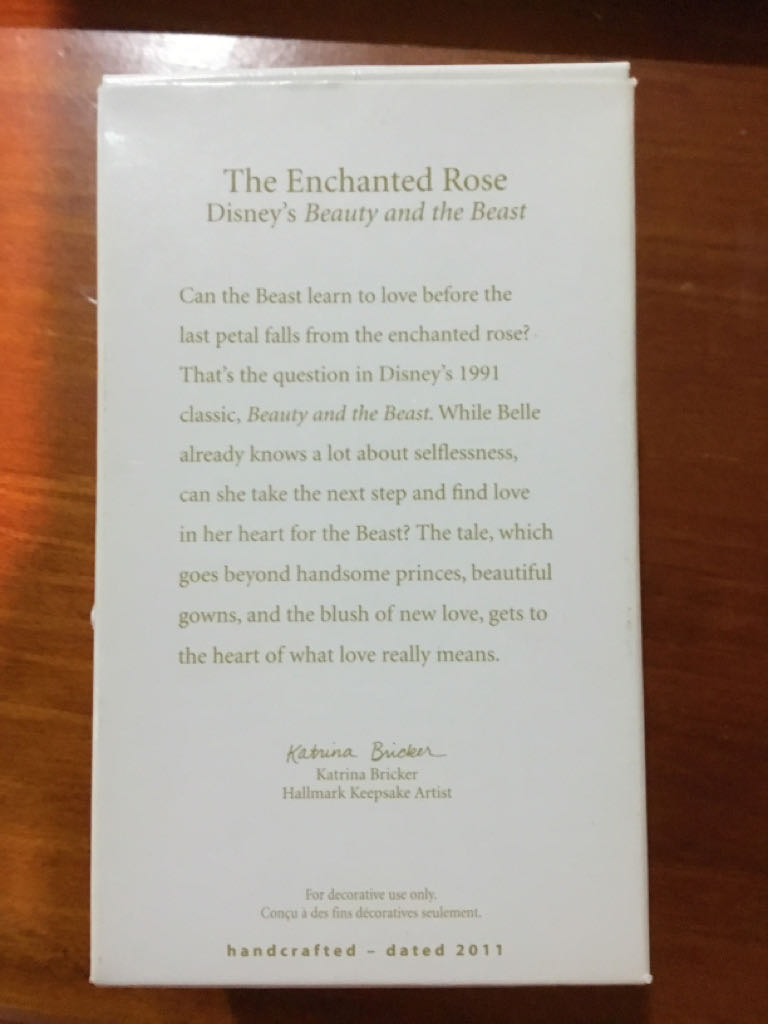 The Enchanted Rose
Disney's Beauty and the Beast
Can the Beast learn to love before the
last petal falls from the enchanted rose?
That's the question in Disney's 1991
classic, Beauty and the Beast. While Belle
already knows a lot about selflessness,
can she take the next step and find love
in her heart for the Beast? The tale, which
goes beyond handsome princes, beautiful
gowns, and the blush of new love, gets to
the heart of what love really means.
Katrina Bricker
Katrina Bricker
Hallmark Keepsake Artist
For decorative use only.
Conçu à des fins décoratives seulement.
handcrafted – dated 2011